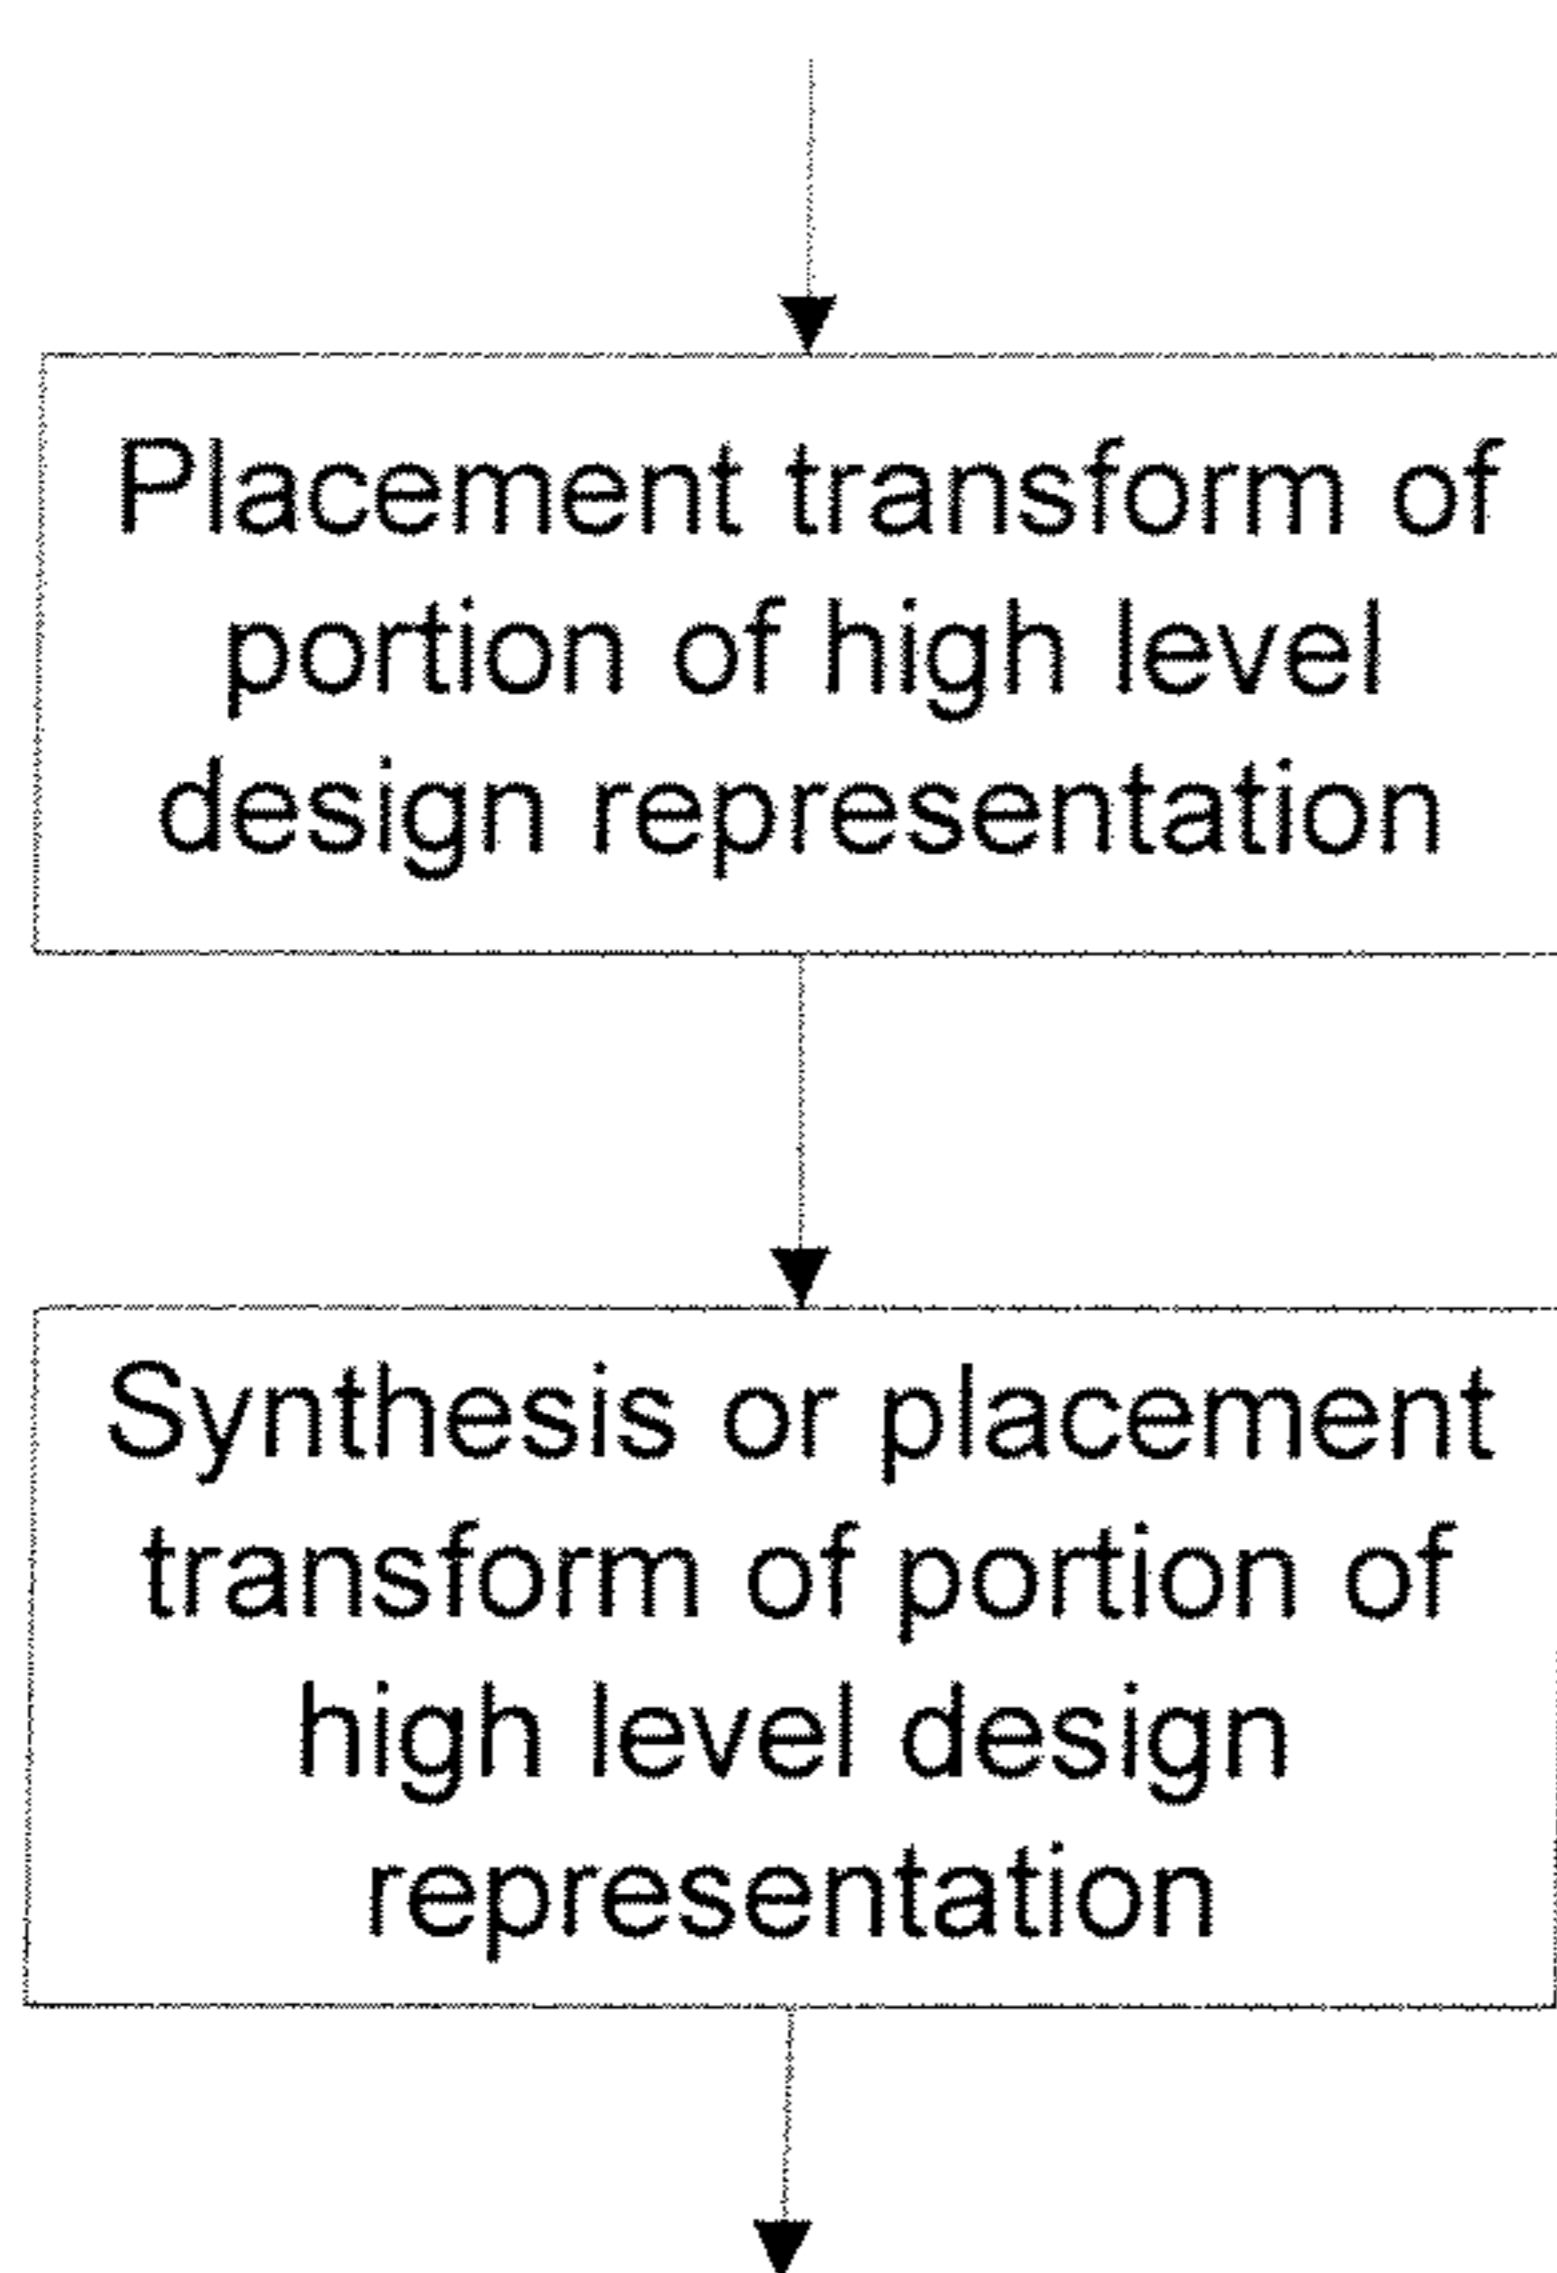 Placement transform of
portion of high level
design representation
Synthesis or placement
transform of portion of
high level design
representation